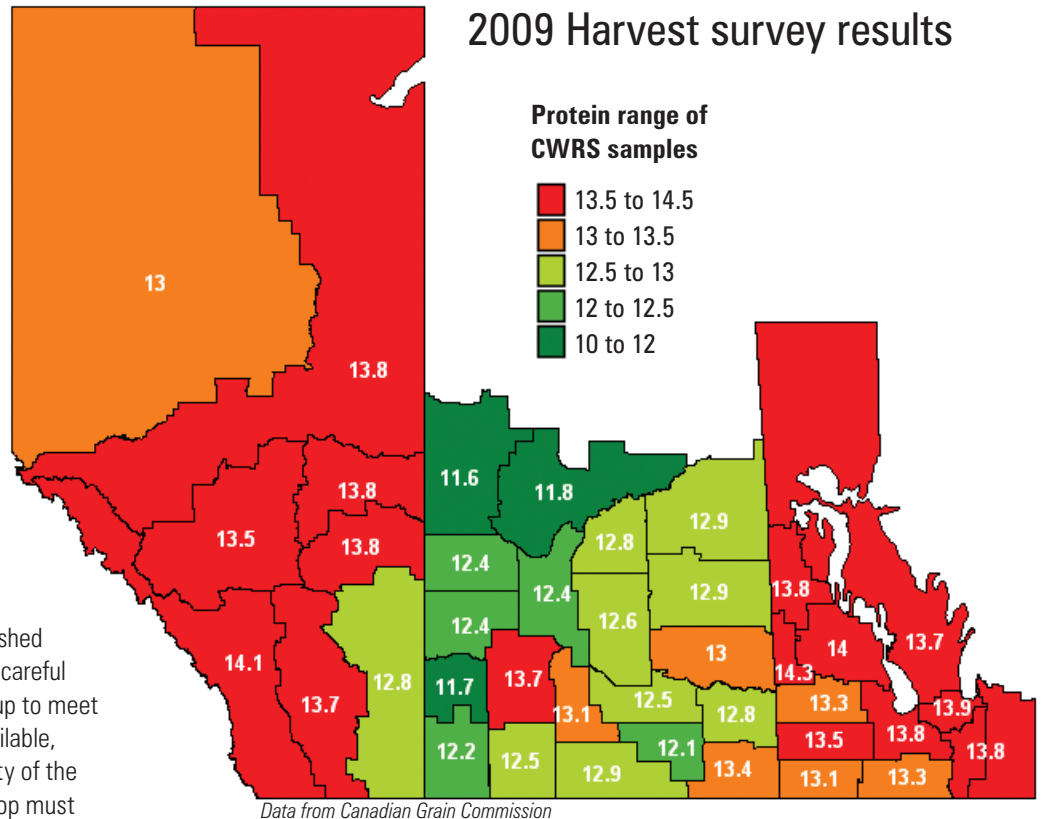 2009 Harvest survey results
Protein range of
CWRS samples
13.5 to 14.5
13 to 13.5
12.5 to 13
12 to 12.5
10 to 12
13
13.8
11.6
11.8
13.8
12.9
13.5
13.8
12.8
12.4
12.9
13.8
12.4
12.6
12.4
13.7
14
13
14.1
13.7
14.3
12.8
11.7
13.7
12.5
13.3
13.9
13.1
12.8
13.8
13.5
12.1
13.8
12.2
12.5
12.9
13.4
13.1
13.3
shed
careful
up to meet
ilable,
ty of the
op must
Data from Canadian Grain Commission